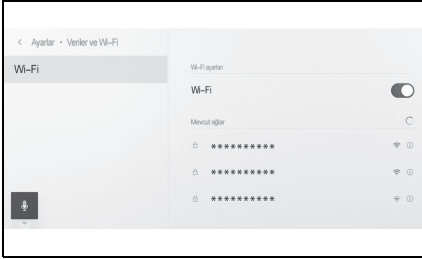 Ayarlar • Veriler ve Wi-Fi
Wi-Fi
Wi-Fi ayarları
Wi-Fi
Mevcut ağlar
**********
**********
**********